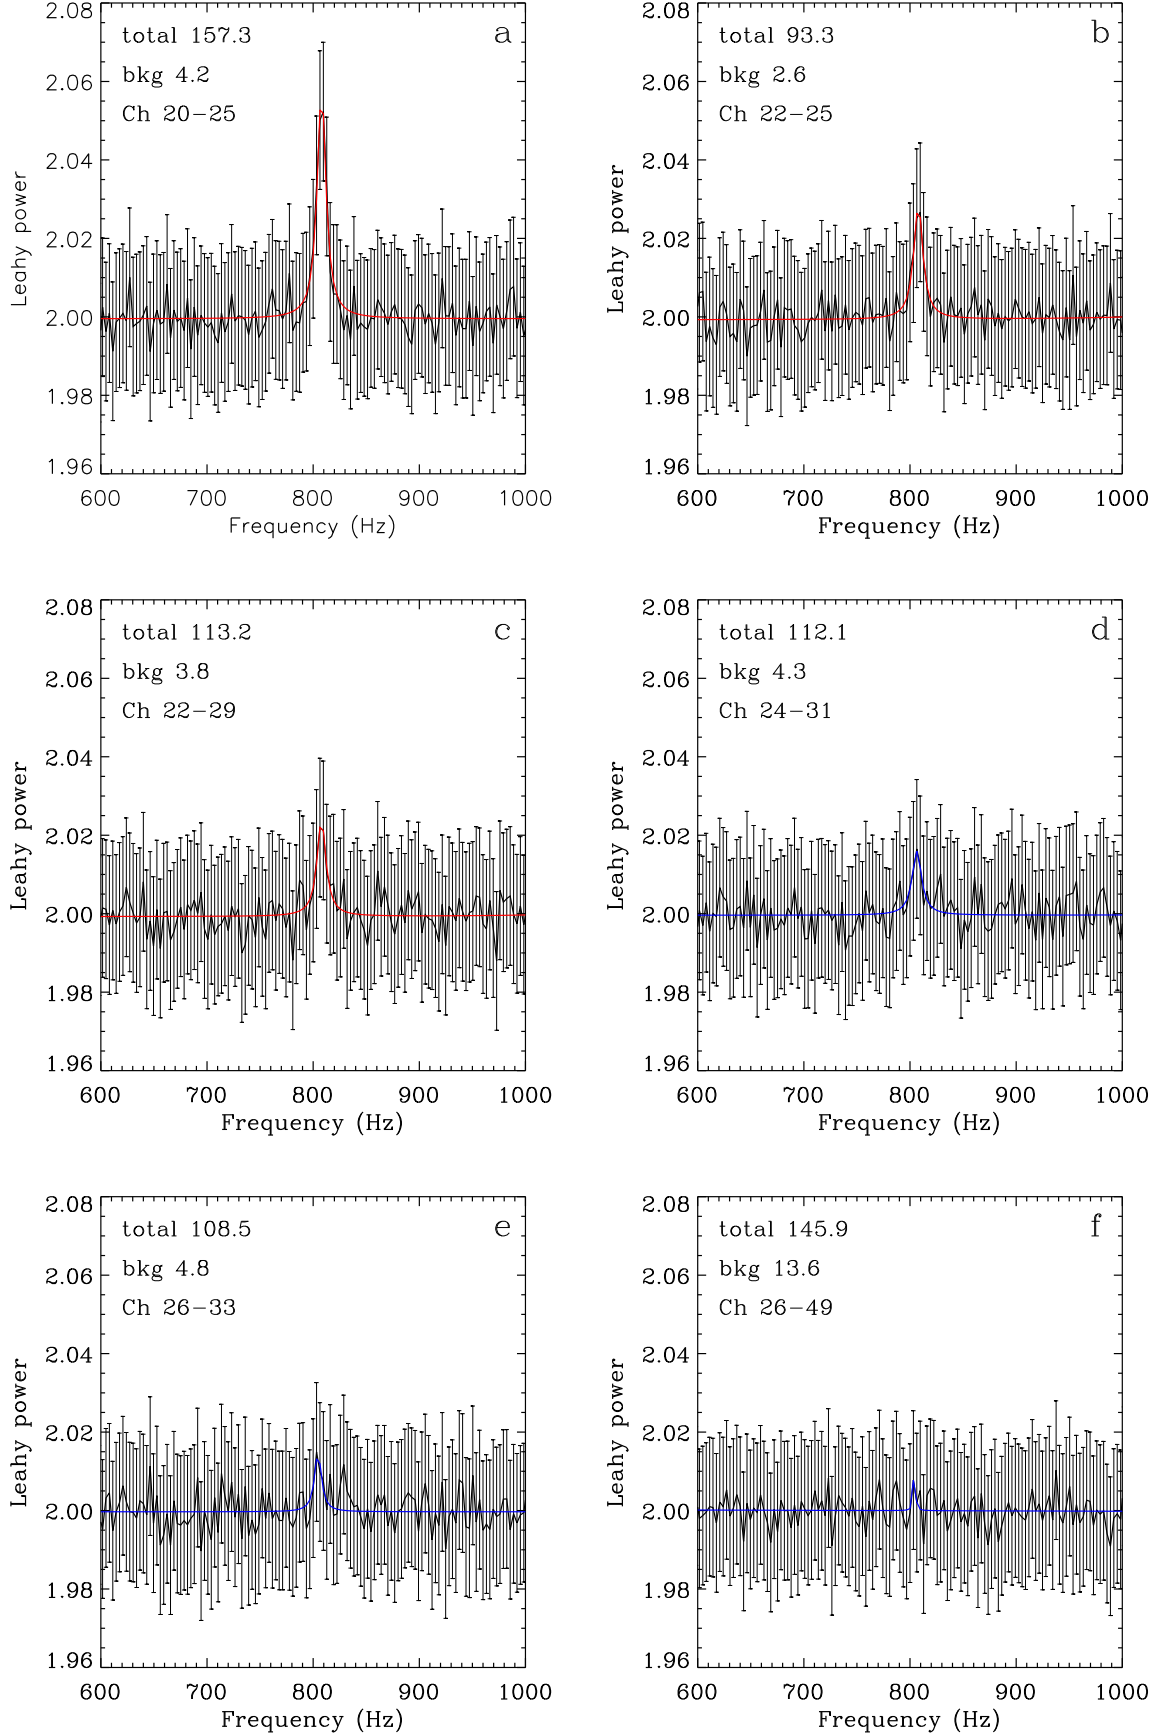 2.08
2.06
2.04
2.02
2.00
1.98
1.96
Leahy power
total 157.3
bkg 4.2
Ch 20-25
a
600 700 800 900 1000
Frequency (Hz)
2.08
2.06
2.04
2.02
2.00
1.98
1.96
Leahy power
total 93.3
bkg 2.6
Ch 22-25
b
600 700 800 900 1000
Frequency (Hz)
2.08
2.06
2.04
2.02
2.00
1.98
1.96
Leahy power
total 113.2
bkg 3.8
Ch 22-29
c
600 700 800 900 1000
Frequency (Hz)
2.08
2.06
2.04
2.02
2.00
1.98
1.96
Leahy power
total 112.1
bkg 4.3
Ch 24-31
d
600 700 800 900 1000
Frequency (Hz)
2.08
2.06
2.04
2.02
2.00
1.98
1.96
Leahy power
total 108.5
bkg 4.8
Ch 26-33
e
600 700 800 900 1000
Frequency (Hz)
2.08
2.06
2.04
2.02
2.00
1.98
1.96
Leahy power
total 145.9
bkg 13.6
Ch 26-49
f
600 700 800 900 1000
Frequency (Hz)